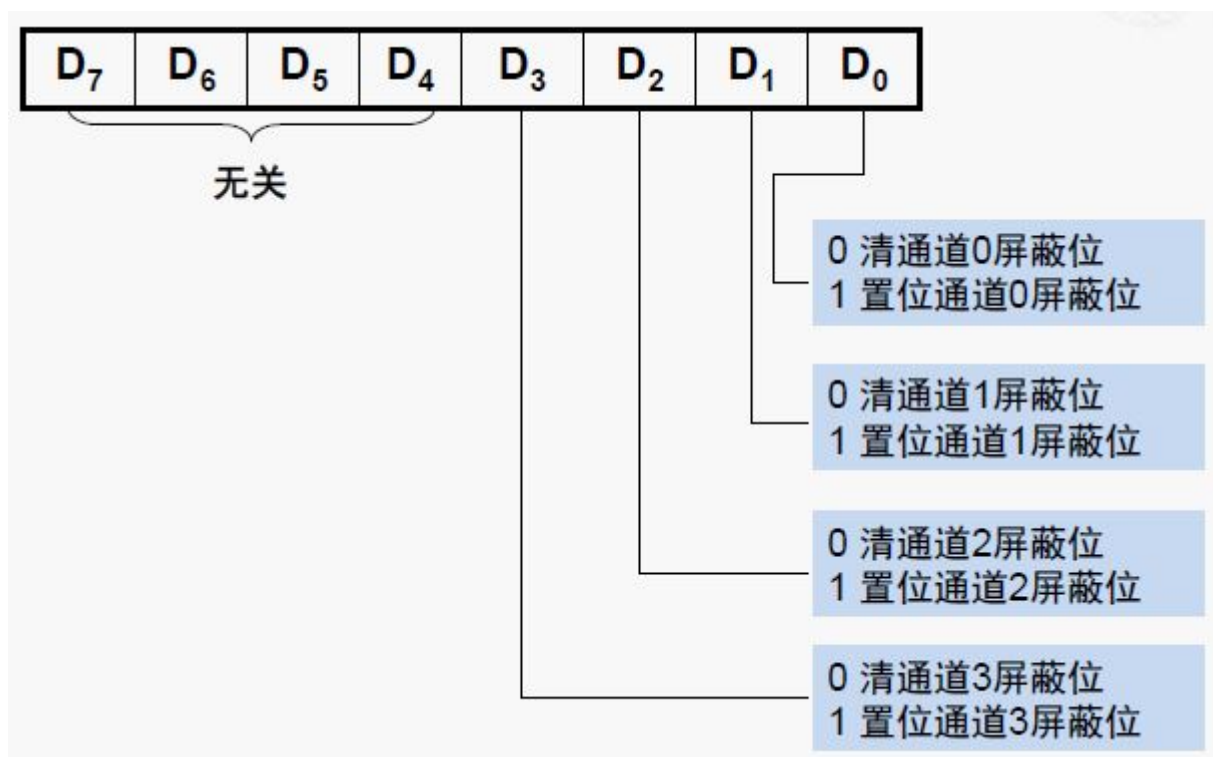 D₇ D₆ D₅ D₄ D₃ D₂ D₁ D₀
无关
0 清通道0屏蔽位
1 置位通道0屏蔽位
0 清通道1屏蔽位
1 置位通道1屏蔽位
0 清通道2屏蔽位
1 置位通道2屏蔽位
0 清通道3屏蔽位
1 置位通道3屏蔽位